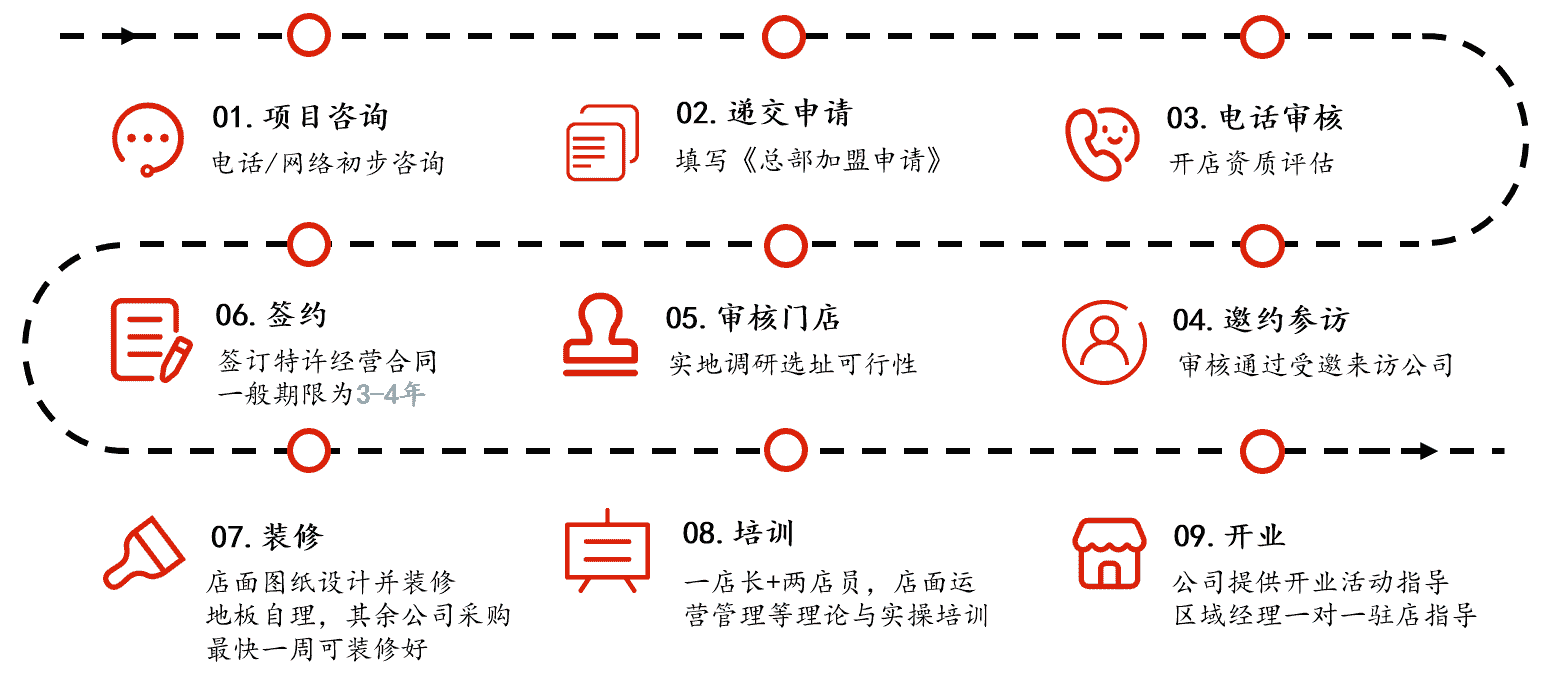 01. 项目咨询
电话/网络初步咨询
02. 递交申请
填写《总部加盟申请》
03. 电话审核
开店资质评估
04. 邀约参访
审核通过受邀来访公司
05. 审核门店
实地调研选址可行性
06. 签约
签订特许经营合同
一般期限为3-4年
07. 装修
店面图纸设计并装修
地板自理，其余公司采购
最快一周可装修好
08. 培训
一店长+两店员，店面运
营管理等理论与实操培训
09. 开业
公司提供开业活动指导
区域经理一对一驻店指导